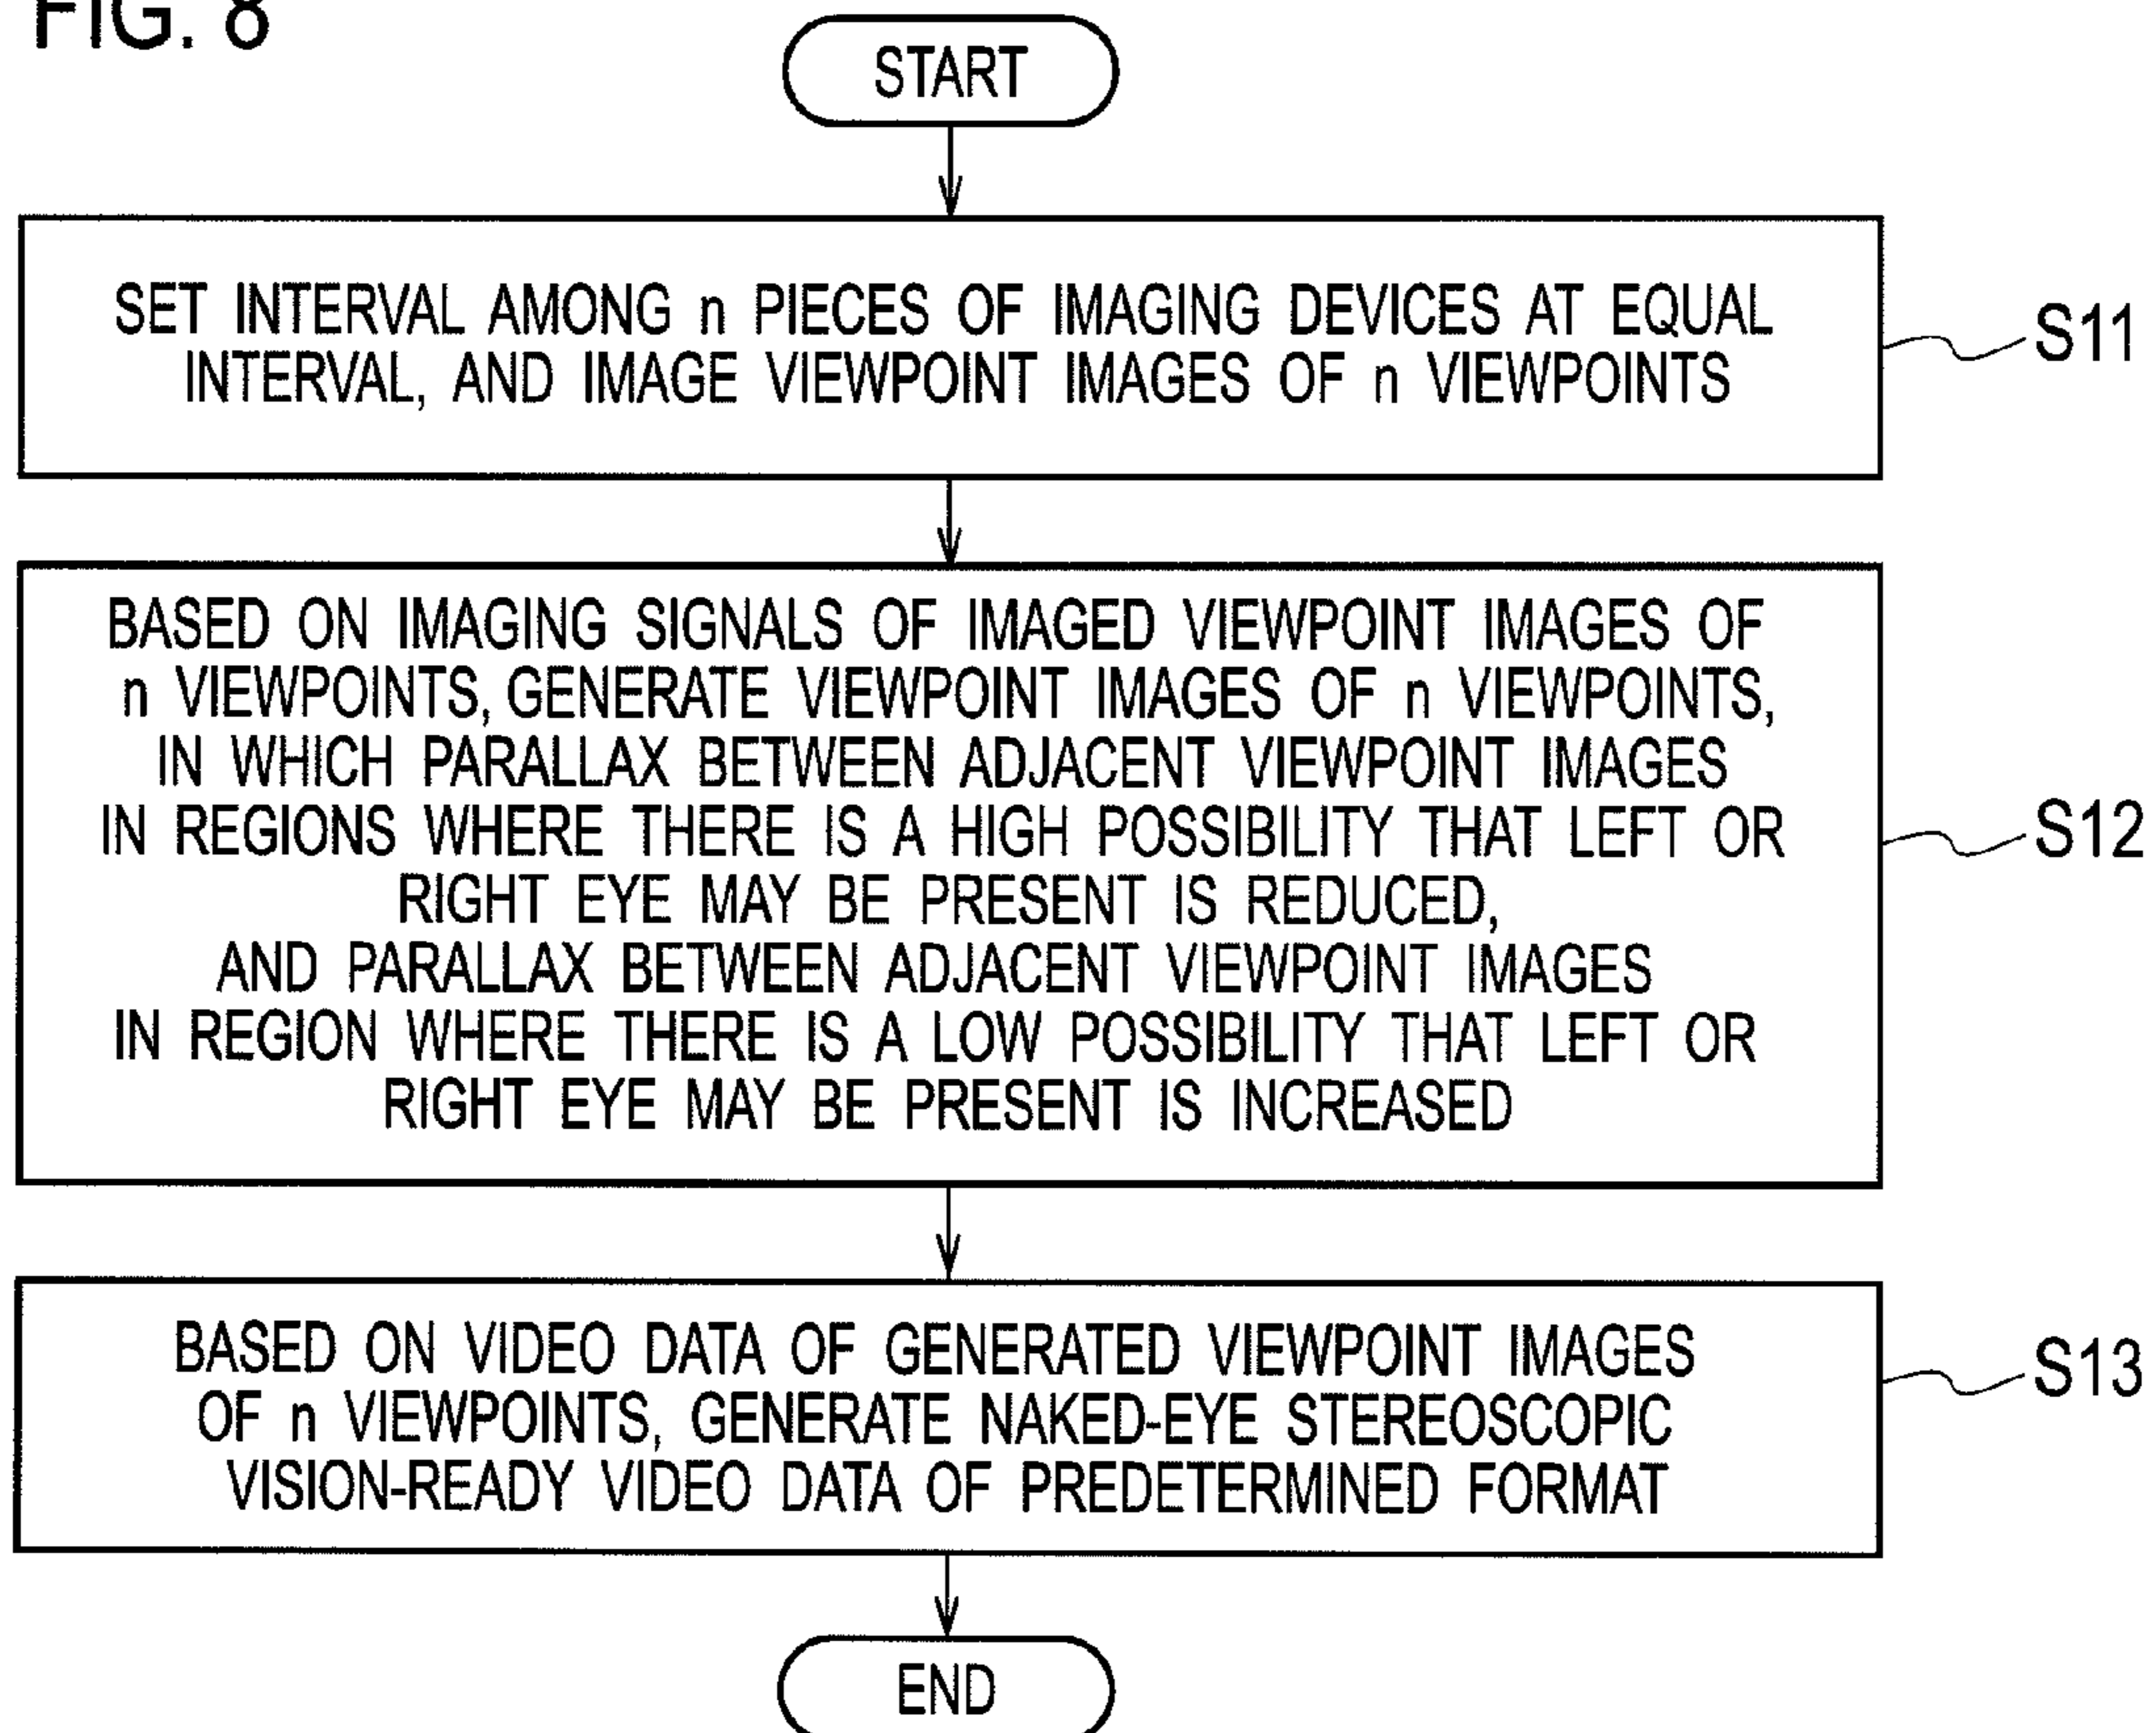 FIG. 8
START
SET INTERVAL AMONG n PIECES OF IMAGING DEVICES AT EQUAL
INTERVAL, AND IMAGE VIEWPOINT IMAGES OF n VIEWPOINTS
S11
BASED ON IMAGING SIGNALS OF IMAGED VIEWPOINT IMAGES OF
n VIEWPOINTS, GENERATE VIEWPOINT IMAGES OF n VIEWPOINTS,
IN WHICH PARALLAX BETWEEN ADJACENT VIEWPOINT IMAGES
IN REGIONS WHERE THERE IS A HIGH POSSIBILITY THAT LEFT OR
RIGHT EYE MAY BE PRESENT IS REDUCED,
AND PARALLAX BETWEEN ADJACENT VIEWPOINT IMAGES
IN REGION WHERE THERE IS A LOW POSSIBILITY THAT LEFT OR
RIGHT EYE MAY BE PRESENT IS INCREASED
S12
BASED ON VIDEO DATA OF GENERATED VIEWPOINT IMAGES
OF n VIEWPOINTS, GENERATE NAKED-EYE STEREOSCOPIC
VISION-READY VIDEO DATA OF PREDETERMINED FORMAT
S13
END